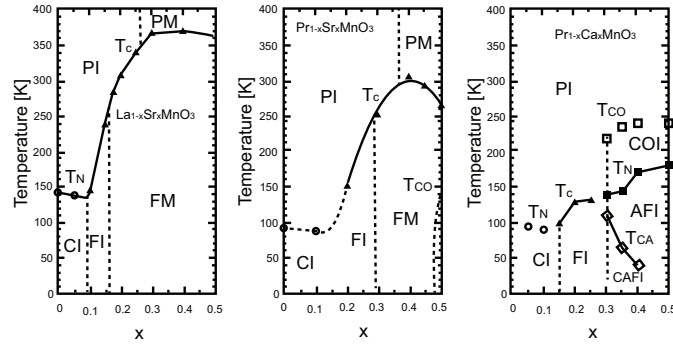 400
350
300
250
200
150
100
50
0
Temperature [K]
PM
Tc
PI
La1-xSrxMnO3
TN
FM
CI
FI
0
0.1
0.2
0.3
0.4
0.5
x
400
350
300
250
200
150
100
50
0
Temperature [K]
Pr1-xSrxMnO3
PM
PI
Tc
TCO
FM
FI
CI
0
0.1
0.2
0.3
0.4
0.5
x
400
350
300
250
200
150
100
50
0
Temperature [K]
Pr1-xCaxMnO3
PI
TCO
COI
TN
Tc
TN
AFI
TCA
CI
FI
CAFI
0
0.1
0.2
0.3
0.4
0.5
x